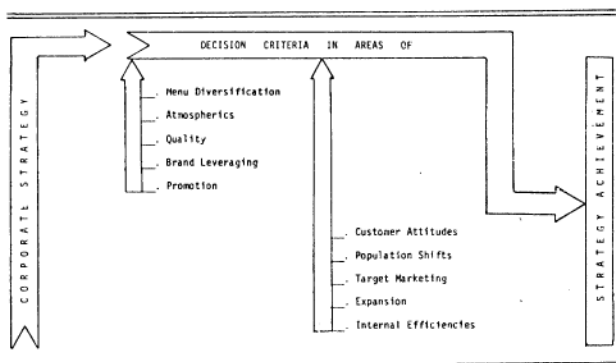 CORPORATE STRATEGY
DECISION CRITERIA IN AREAS OF
. Menu Diversification
. Atmospherics
. Quality
. Brand Leveraging
. Promotion
. Customer Attitudes
. Population Shifts
. Target Marketing
. Expansion
. Internal Efficiencies
STRATEGY ACHIEVEMENT